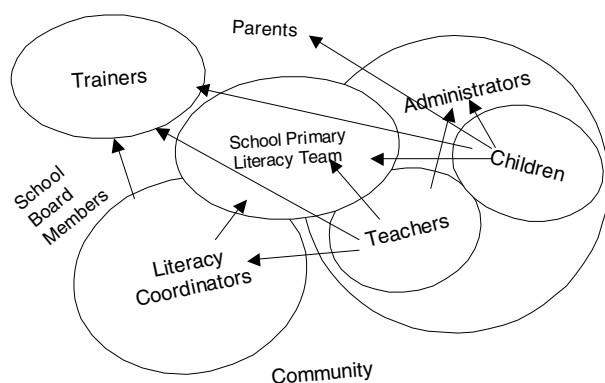 Parents
Trainers
Administrators
School Primary
Literacy Team
Children
School
Board
Members
Teachers
Literacy
Coordinators
Community